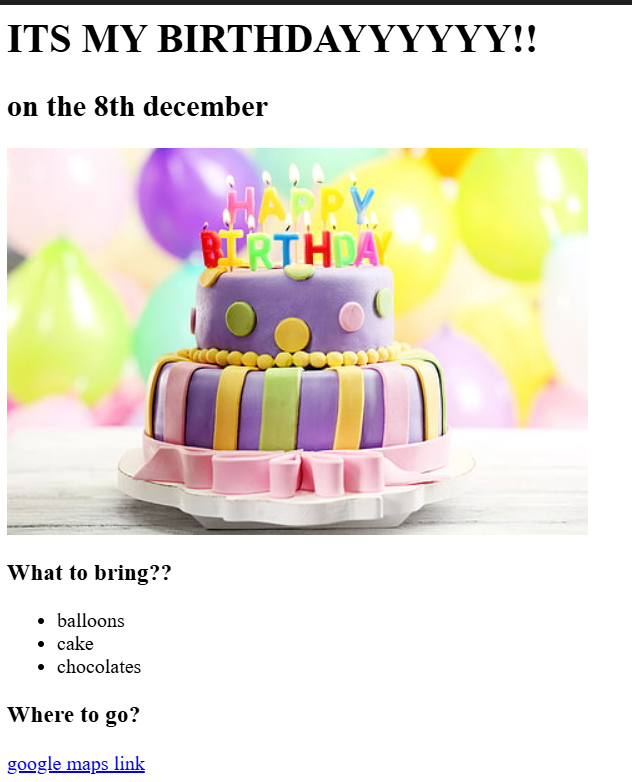 ITS MY BIRTHDAYYYYYY!!
on the 8th december
HAPPY
BIRTHDAY
What to bring??
balloons
cake
chocolates
Where to go?
google maps link